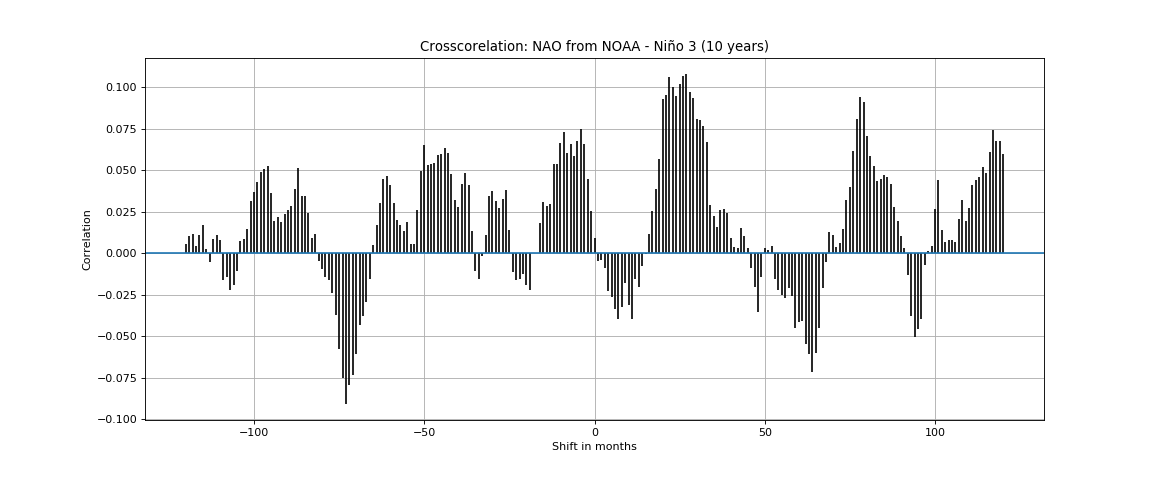 Crosscorelation: NAO from NOAA - Niño 3 (10 years)
Correlation
0.100
0.075
0.050
0.025
0.000
−0.025
−0.050
−0.075
−0.100
−100 −50 0 50 100
Shift in months